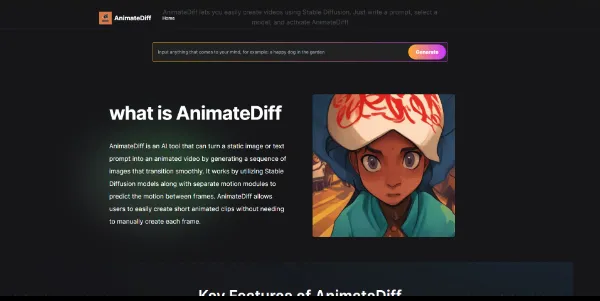 AnimateDiff lets you easily create videos using Stable Diffusion. Just write a prompt, select a
AnimateDiff Home
model, and activate AnimateDiff!
Input anything that comes to your mind, for example: a happy dog in the garden
Generate
what is AnimateDiff
AnimateDiff is an AI tool that can turn a static image or text
prompt into an animated video by generating a sequence of
images that transition smoothly. It works by utilizing Stable
Diffusion models along with separate motion modules to
predict the motion between frames. AnimateDiff allows
users to easily create short animated clips without needing
to manually create each frame.
Key Features of AnimateDiff